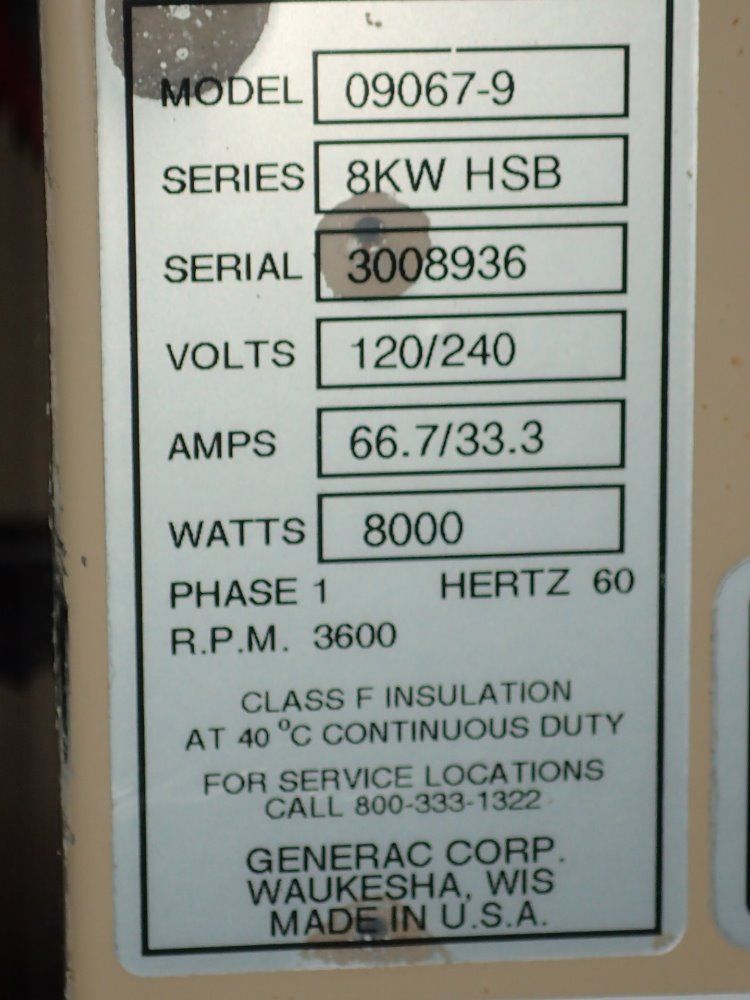 MODEL 09067-9
SERIES 8KW HSB
SERIAL 3008936
VOLTS 120/240
AMPS 66.7/33.3
WATTS 8000
PHASE 1 HERTZ 60
R.P.M. 3600
CLASS F INSULATION
AT 40 °C CONTINUOUS DUTY
FOR SERVICE LOCATIONS
CALL 800-333-1322
GENERAC CORP.
WAUKESHA, WIS
MADE IN U.S.A.